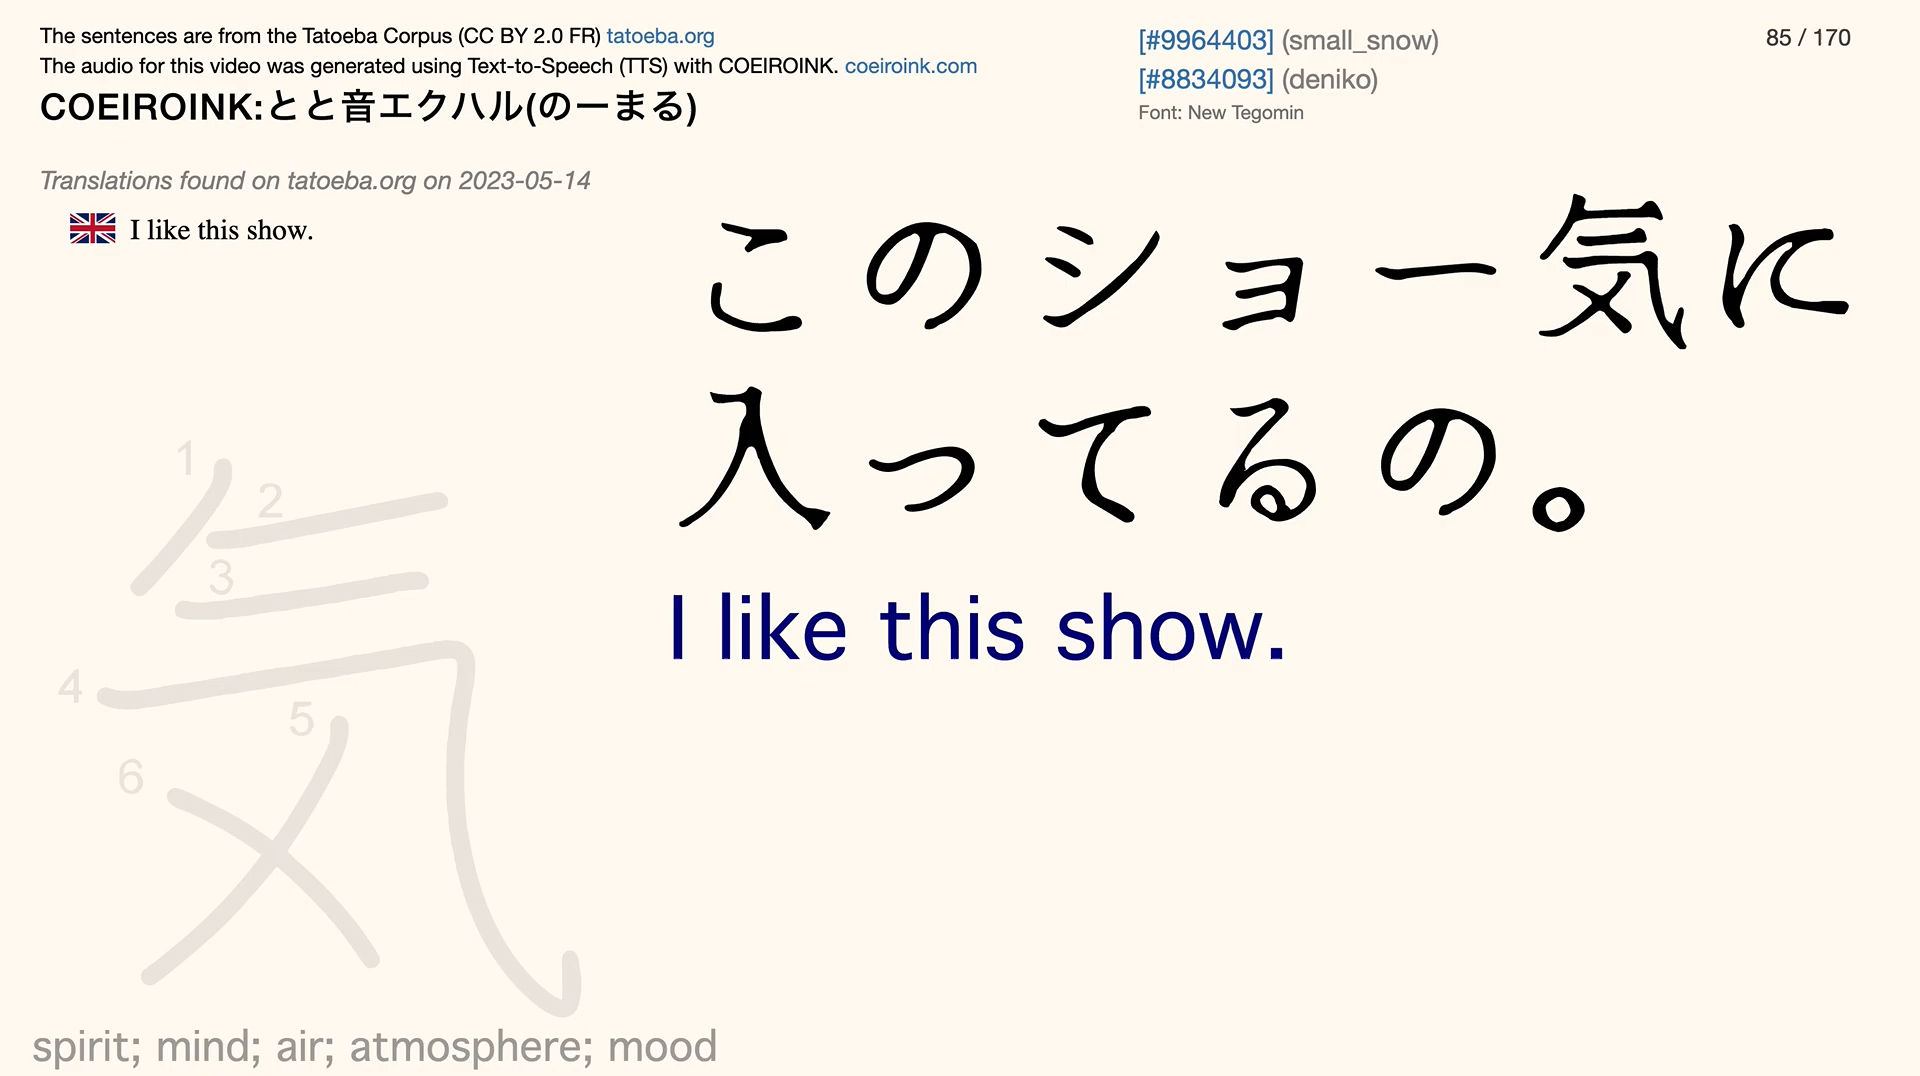 The sentences are from the Tatoeba Corpus (CC BY 2.0 FR) tatoeba.org
The audio for this video was generated using Text-to-Speech (TTS) with COEIROINK. coeiroink.com
COEIROINK:とと音エクハル(のーまる)
[#9964403] (small_snow)
[#8834093] (deniko)
Font: New Tegomin
85 / 170
Translations found on tatoeba.org on 2023-05-14
I like this show.
このショー気に
入ってるの。
I like this show.
1
2
3
4
5
6
気
spirit; mind; air; atmosphere; mood